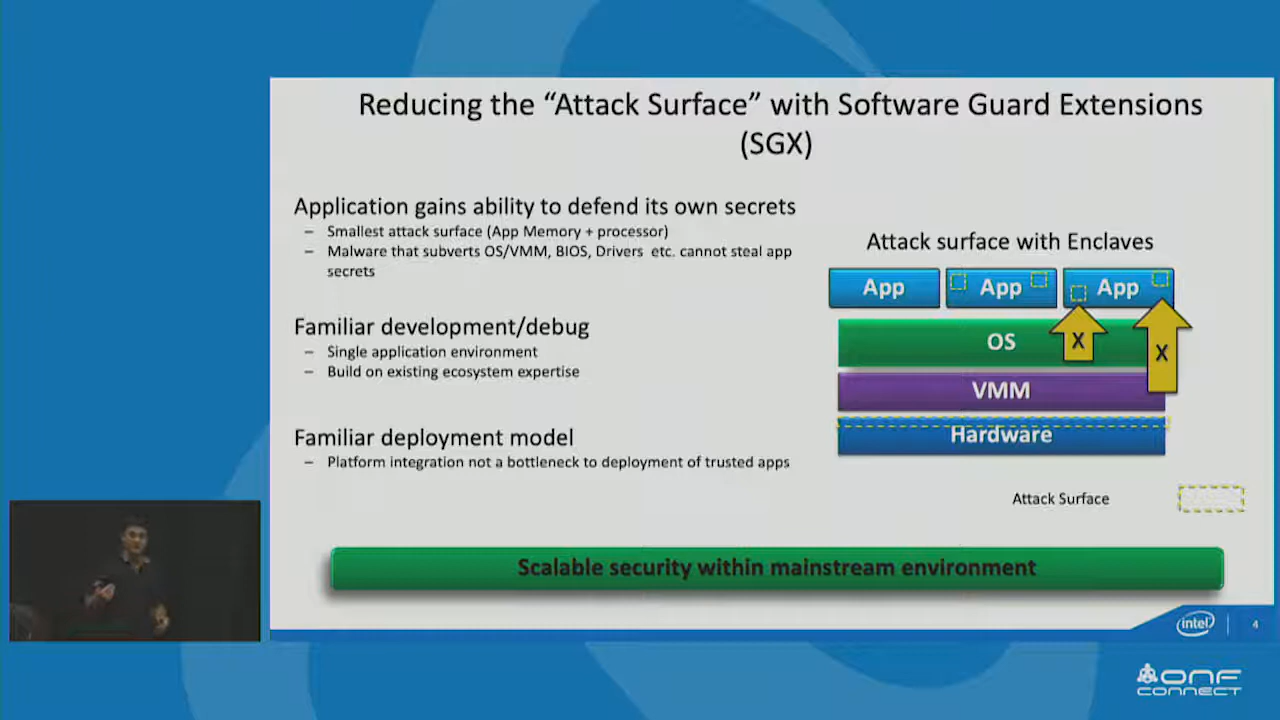 Reducing the “Attack Surface” with Software Guard Extensions
(SGX)
Application gains ability to defend its own secrets
– Smallest attack surface (App Memory + processor)
– Malware that subverts OS/VMM, BIOS, Drivers etc. cannot steal app
secrets
Familiar development/debug
– Single application environment
– Build on existing ecosystem expertise
Familiar deployment model
– Platform integration not a bottleneck to deployment of trusted apps
Attack surface with Enclaves
App App App
OS X
X
VMM
Hardware
Attack Surface
Scalable security within mainstream environment
intel 4
ONF
CONNECT